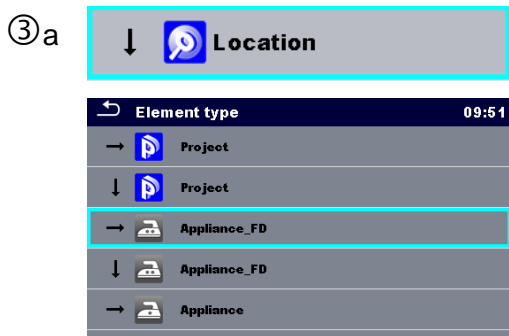 ③a
↓ Location
Element type 09:51
→ Project
↓ Project
→ Appliance_FD
↓ Appliance_FD
→ Appliance